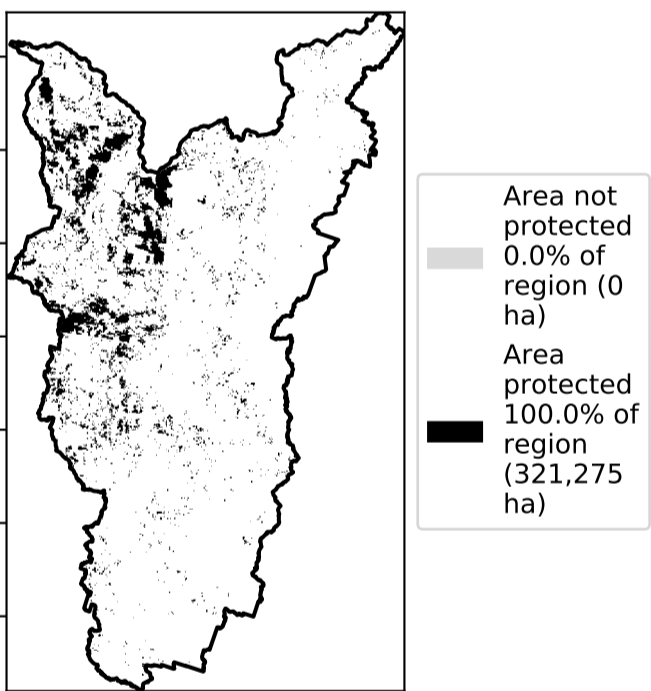 Area not
protected
0.0% of
region (0
ha)
Area
protected
100.0% of
region
(321,275
ha)